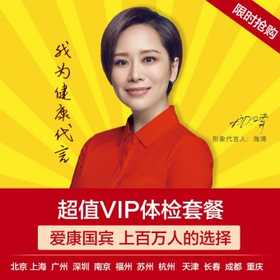 限时抢购
我为健康代言
形象代言人：海清
超值VIP体检套餐
爱康国宾 上百万人的选择
北京 上海 广州 深圳 南京 福州 苏州 杭州 天津 长春 成都 重庆